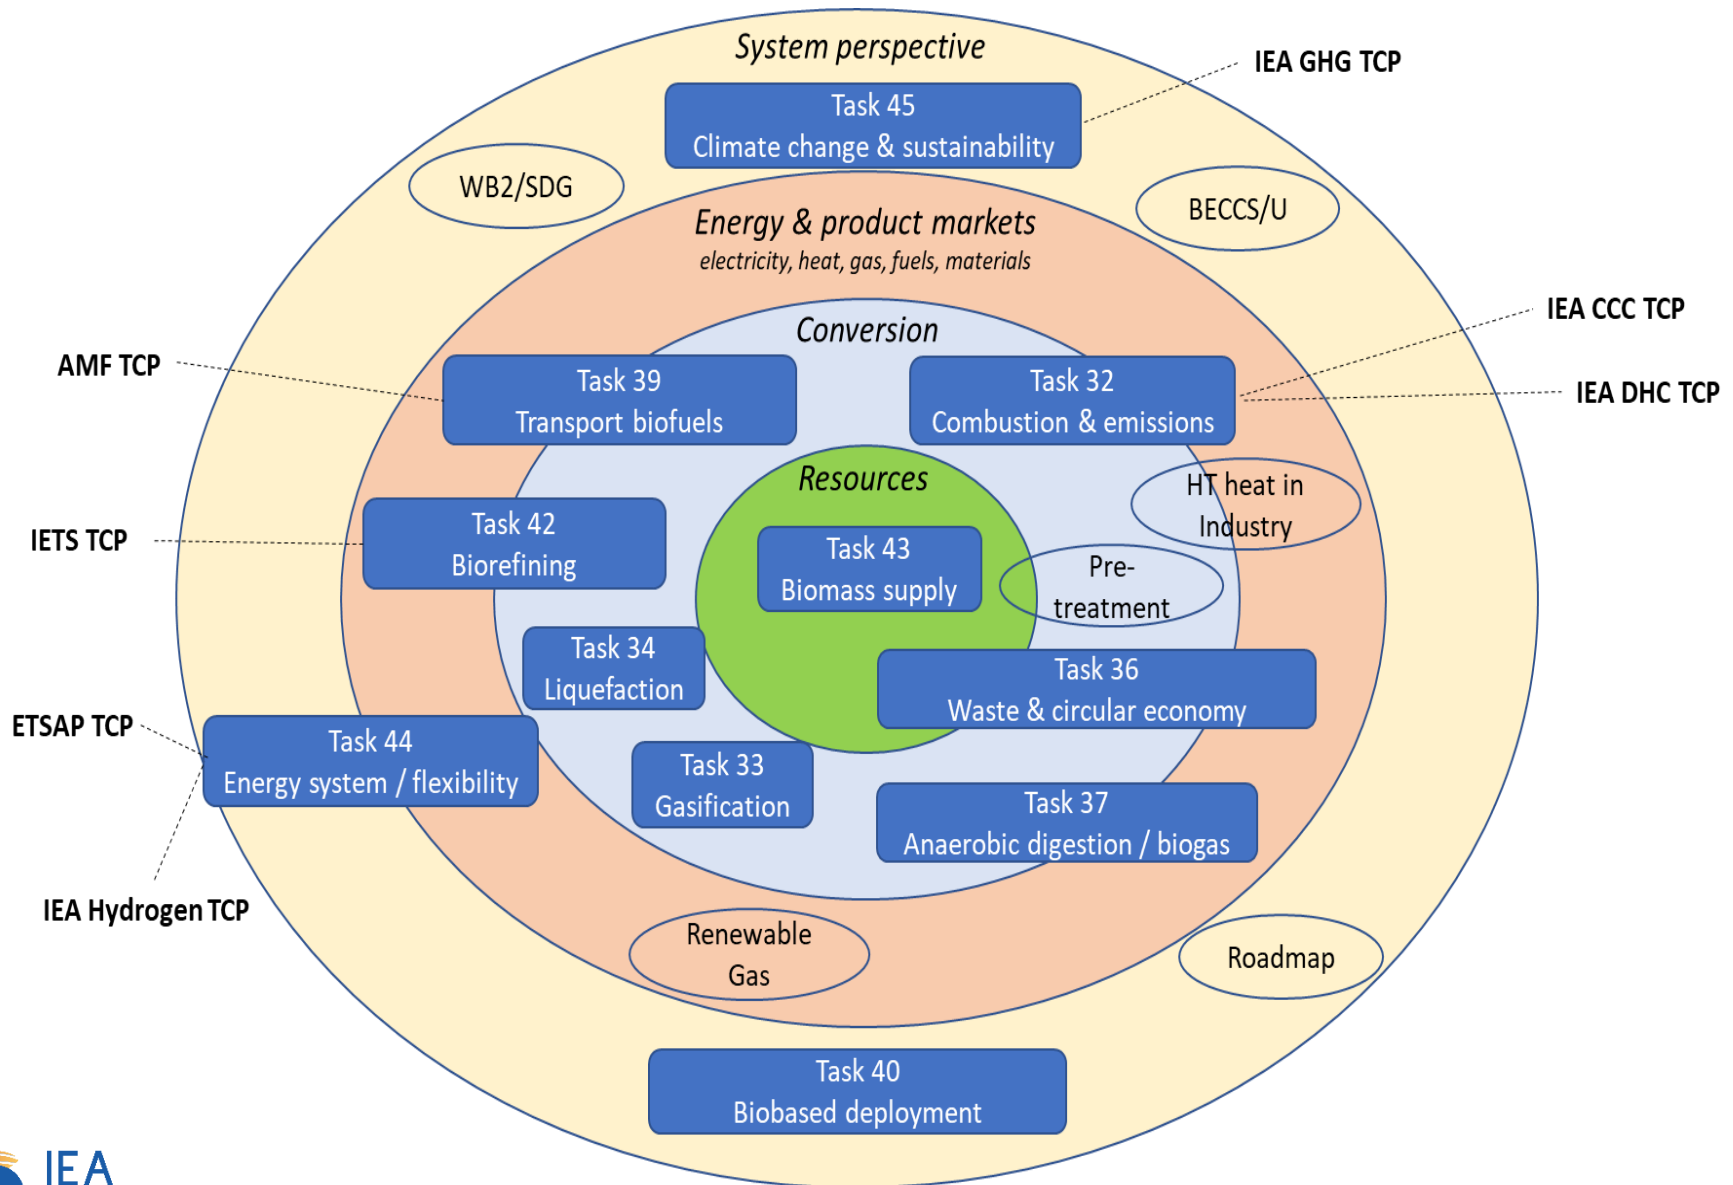 System perspective
IEA GHG TCP
Task 45
Climate change & sustainability
WB2/SDG
BECCS/U
Energy & product markets
electricity, heat, gas, fuels, materials
IEA CCC TCP
Conversion
AMF TCP
Task 39
Transport biofuels
Task 32
Combustion & emissions
IEA DHC TCP
Resources
HT heat in
Industry
IETS TCP
Task 42
Biorefining
Task 43
Biomass supply
Pre-
treatment
Task 34
Liquefaction
Task 36
Waste & circular economy
ETSAP TCP
Task 44
Energy system / flexibility
Task 33
Gasification
Task 37
Anaerobic digestion / biogas
IEA Hydrogen TCP
Renewable
Gas
Roadmap
Task 40
Biobased deployment
IEA